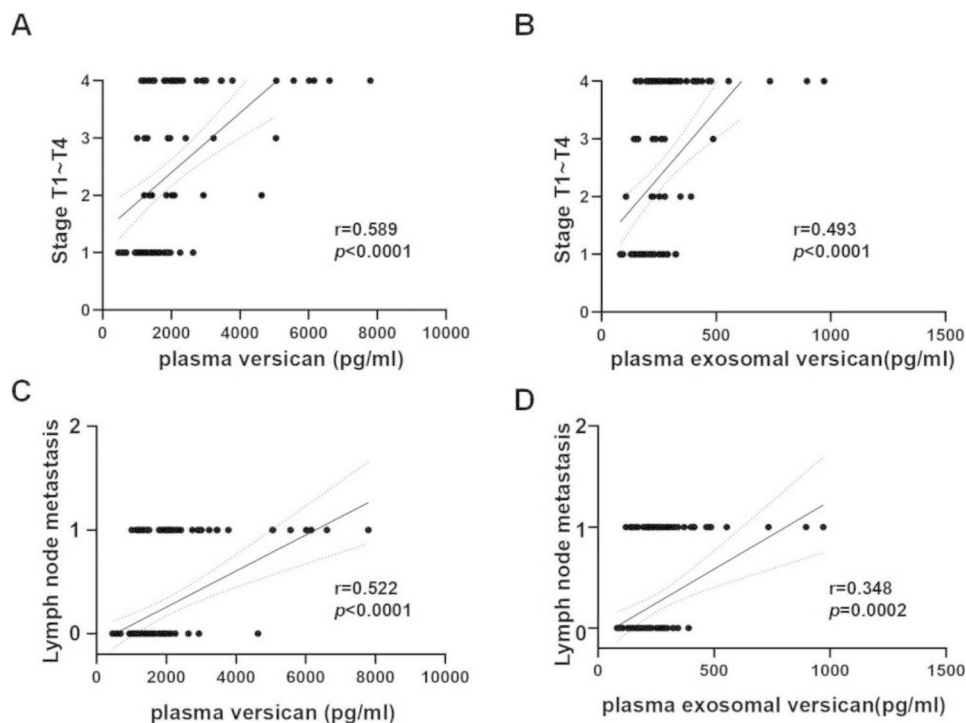 A
Stage T1~T4
4
3
2
1
0
r=0.589
p<0.0001
0 2000 4000 6000 8000 10000
plasma versican (pg/ml)
B
Stage T1~T4
4
3
2
1
0
r=0.493
p<0.0001
0 500 1000 1500
plasma exosomal versican(pg/ml)
C
Lymph node metastasis
2
1
0
r=0.522
p<0.0001
0 2000 4000 6000 8000 10000
plasma versican (pg/ml)
D
Lymph node metastasis
2
1
0
r=0.348
p=0.0002
0 500 1000 1500
plasma exosomal versican(pg/ml)